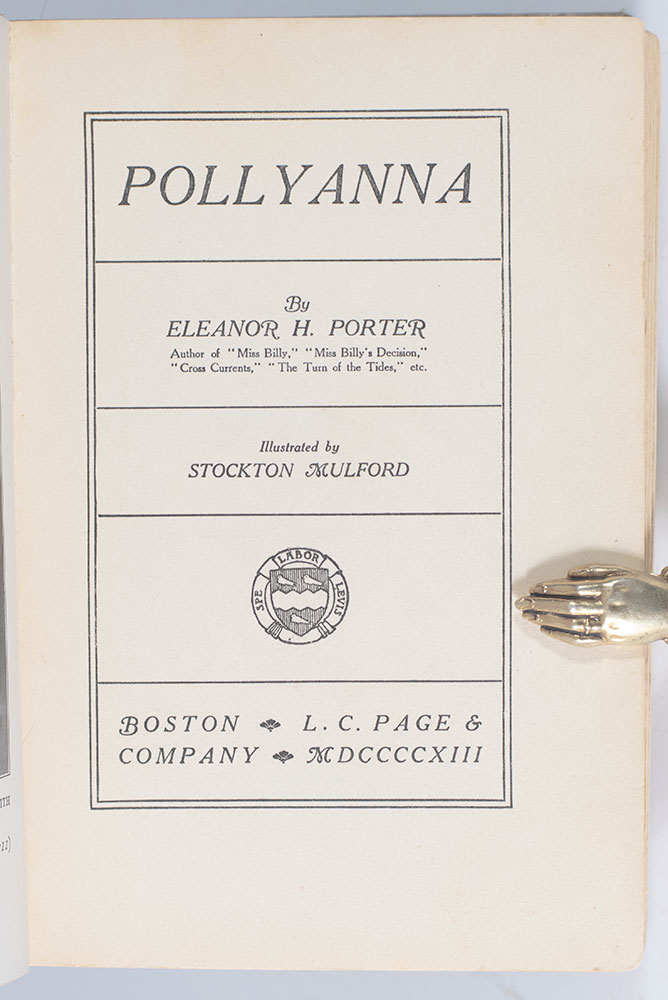 POLLYANNA
By
ELEANOR H. PORTER
Author of "Miss Billy," "Miss Billy's Decision,"
"Cross Currents," "The Turn of the Tides," etc.
Illustrated by
STOCKTON MULFORD
SPE LABOR LEVIS
BOSTON L. C. PAGE &
COMPANY MDCCCCXIII